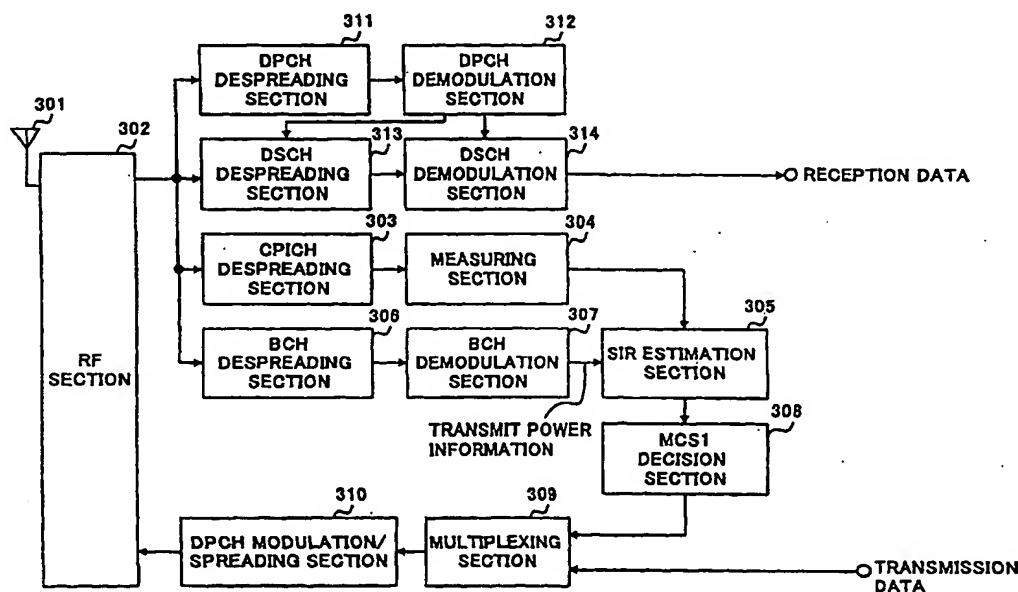 311
DPCH
DESPREADING
SECTION
312
DPCH
DEMODULATION
SECTION
301
302
RF
SECTION
313
DSCH
DESPREADING
SECTION
314
DSCH
DEMODULATION
SECTION
RECEPTION DATA
303
CPICH
DESPREADING
SECTION
304
MEASURING
SECTION
306
BCH
DESPREADING
SECTION
307
BCH
DEMODULATION
SECTION
305
SIR ESTIMATION
SECTION
TRANSMIT POWER
INFORMATION
308
MCS1
DECISION
SECTION
310
DPCH MODULATION/
SPREADING SECTION
309
MULTIPLEXING
SECTION
TRANSMISSION
DATA